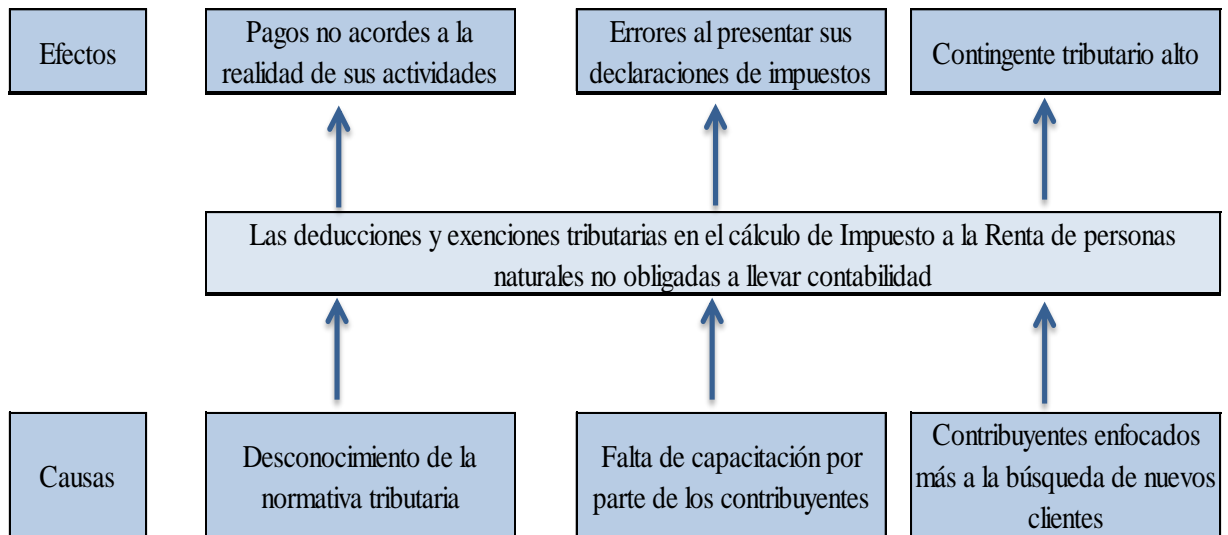 Efectos
Pagos no acordes a la
realidad de sus actividades
Errores al presentar sus
declaraciones de impuestos
Contingente tributario alto
Las deducciones y exenciones tributarias en el cálculo de Impuesto a la Renta de personas
naturales no obligadas a llevar contabilidad
Causas
Desconocimiento de la
normativa tributaria
Falta de capacitación por
parte de los contribuyentes
Contribuyentes enfocados
más a la búsqueda de nuevos
clientes